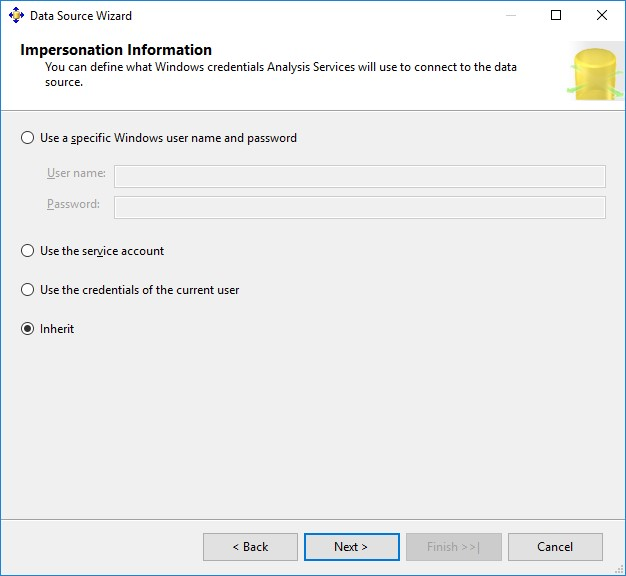 Data Source Wizard
Impersonation Information
You can define what Windows credentials Analysis Services will use to connect to the data
source.
Use a specific Windows user name and password
User name:
Password:
Use the service account
Use the credentials of the current user
Inherit
< Back
Next >
Finish >>|
Cancel